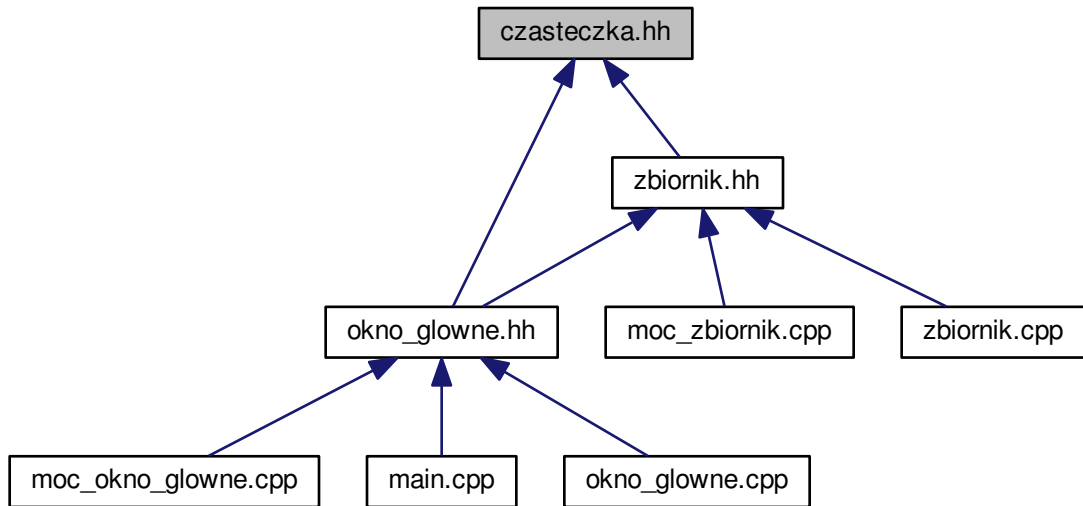 czasteczka.hh
zbiornik.hh
okno_glowne.hh
moc_zbiornik.cpp
zbiornik.cpp
moc_okno_glowne.cpp
main.cpp
okno_glowne.cpp